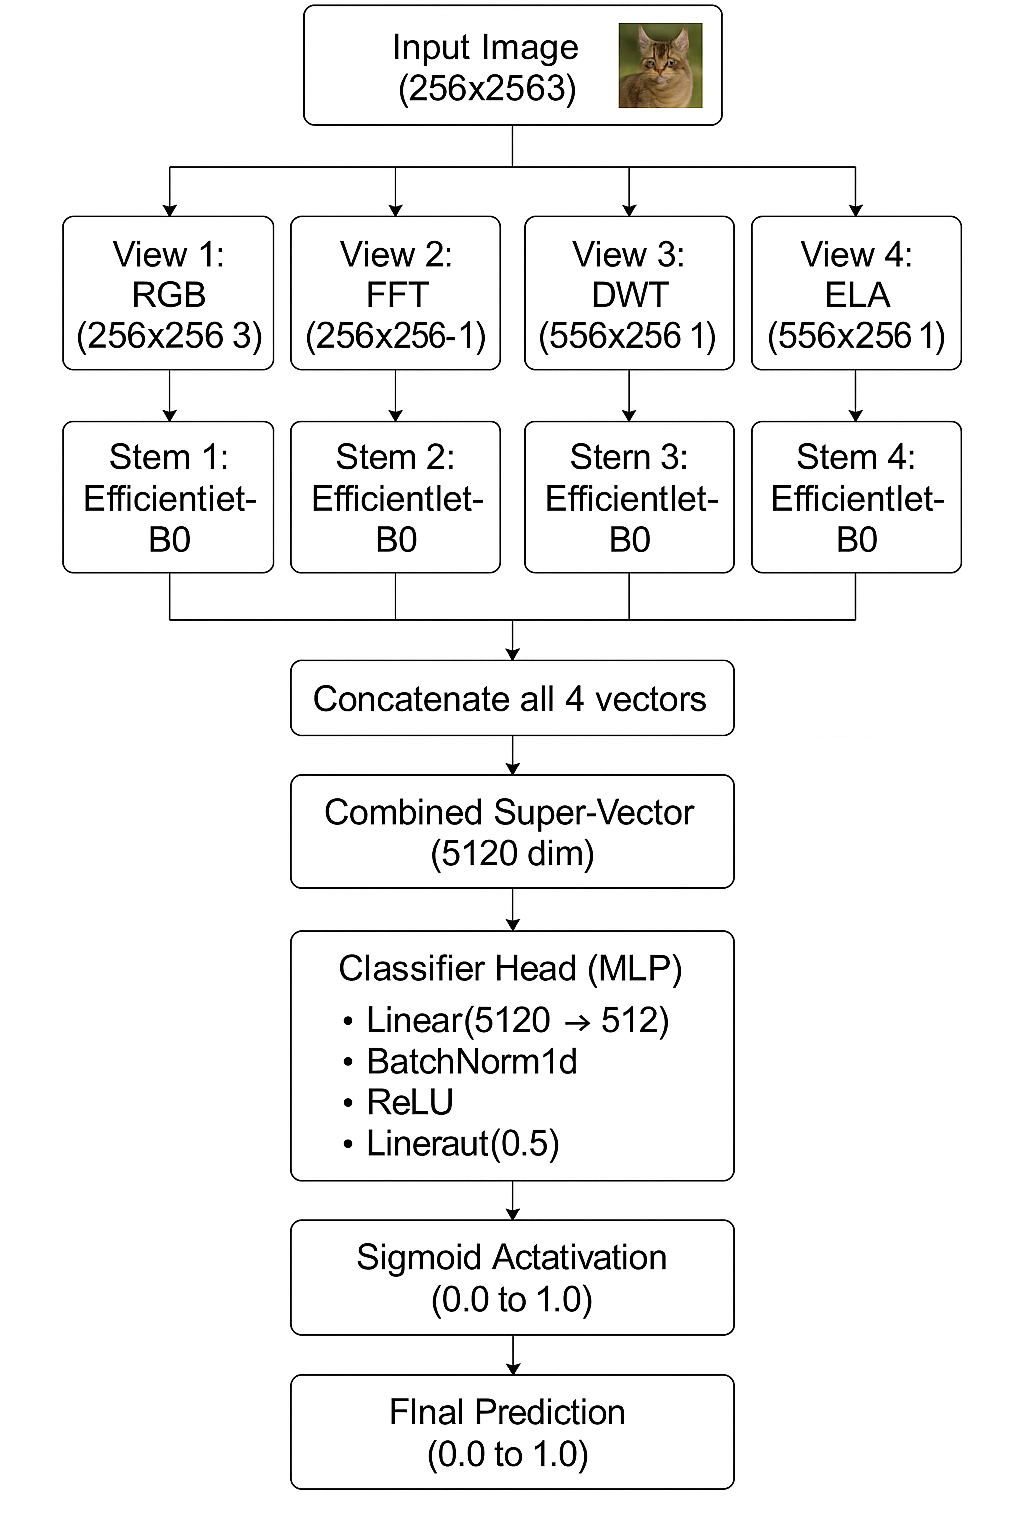 Input Image
(256x2563)
View 1:
RGB
(256x256 3)
View 2:
FFT
(256x256-1)
View 3:
DWT
(556x256 1)
View 4:
ELA
(556x256 1)
Stem 1:
Efficientiet-
B0
Stem 2:
Efficientlet-
B0
Stern 3:
Efficientlet-
B0
Stem 4:
Efficientlet-
B0
Concatenate all 4 vectors
Combined Super-Vector
(5120 dim)
Classifier Head (MLP)
• Linear(5120 → 512)
• BatchNorm1d
• ReLU
• Lineraut(0.5)
Sigmoid Actativation
(0.0 to 1.0)
FInal Prediction
(0.0 to 1.0)